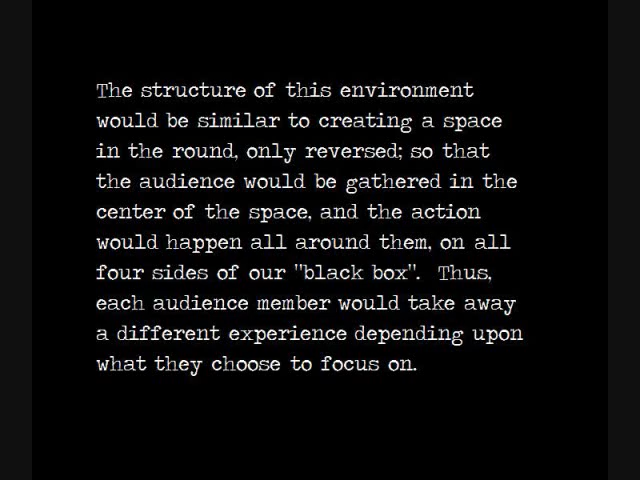 The structure of this environment
would be similar to creating a space
in the round, only reversed; so that
the audience would be gathered in the
center of the space, and the action
would happen all around them, on all
four sides of our "black box".  Thus,
each audience member would take away
a different experience depending upon
what they choose to focus on.